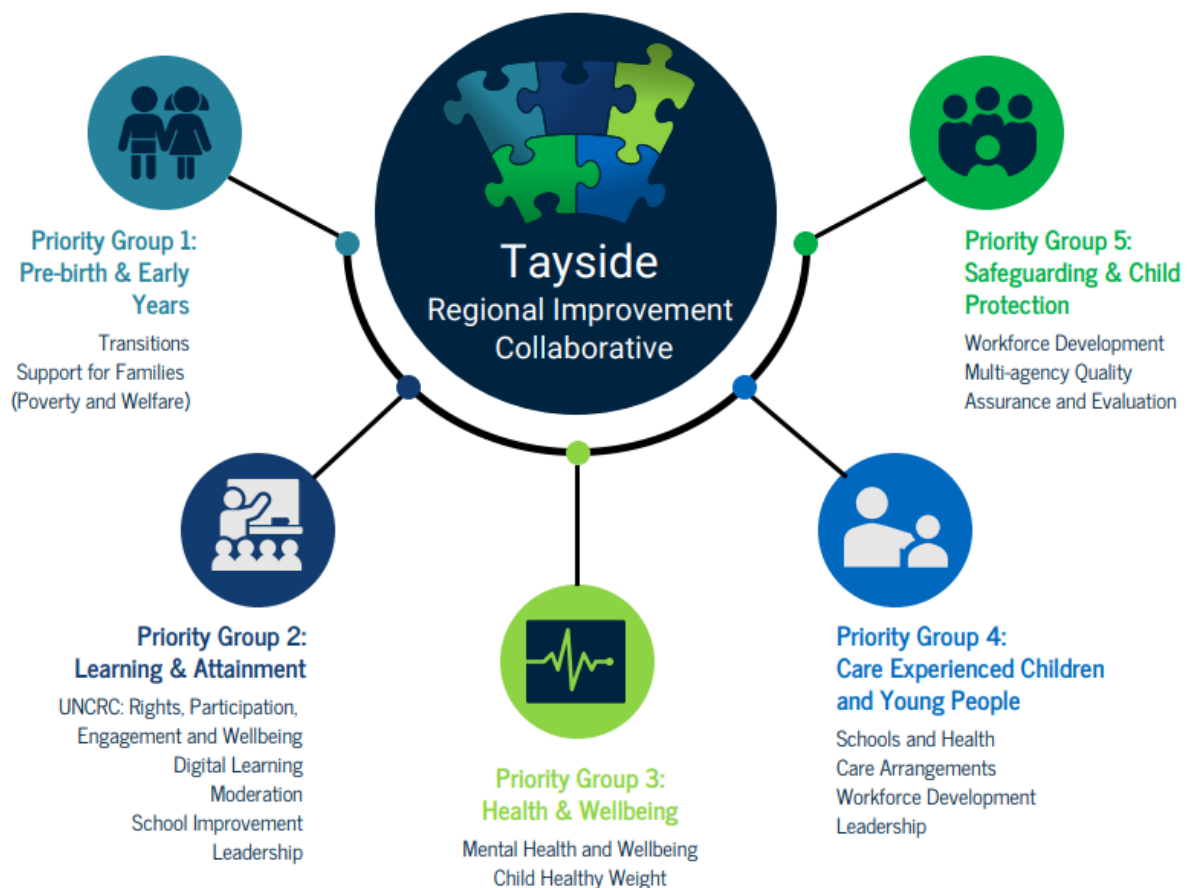 Tayside
Regional Improvement
Collaborative
Priority Group 1:
Pre-birth & Early
Years
Transitions
Support for Families
(Poverty and Welfare)
Priority Group 2:
Learning & Attainment
UNCRC: Rights, Participation,
Engagement and Wellbeing
Digital Learning
Moderation
School Improvement
Leadership
Priority Group 3:
Health & Wellbeing
Mental Health and Wellbeing
Child Healthy Weight
Priority Group 4:
Care Experienced Children
and Young People
Schools and Health
Care Arrangements
Workforce Development
Leadership
Priority Group 5:
Safeguarding & Child
Protection
Workforce Development
Multi-agency Quality
Assurance and Evaluation